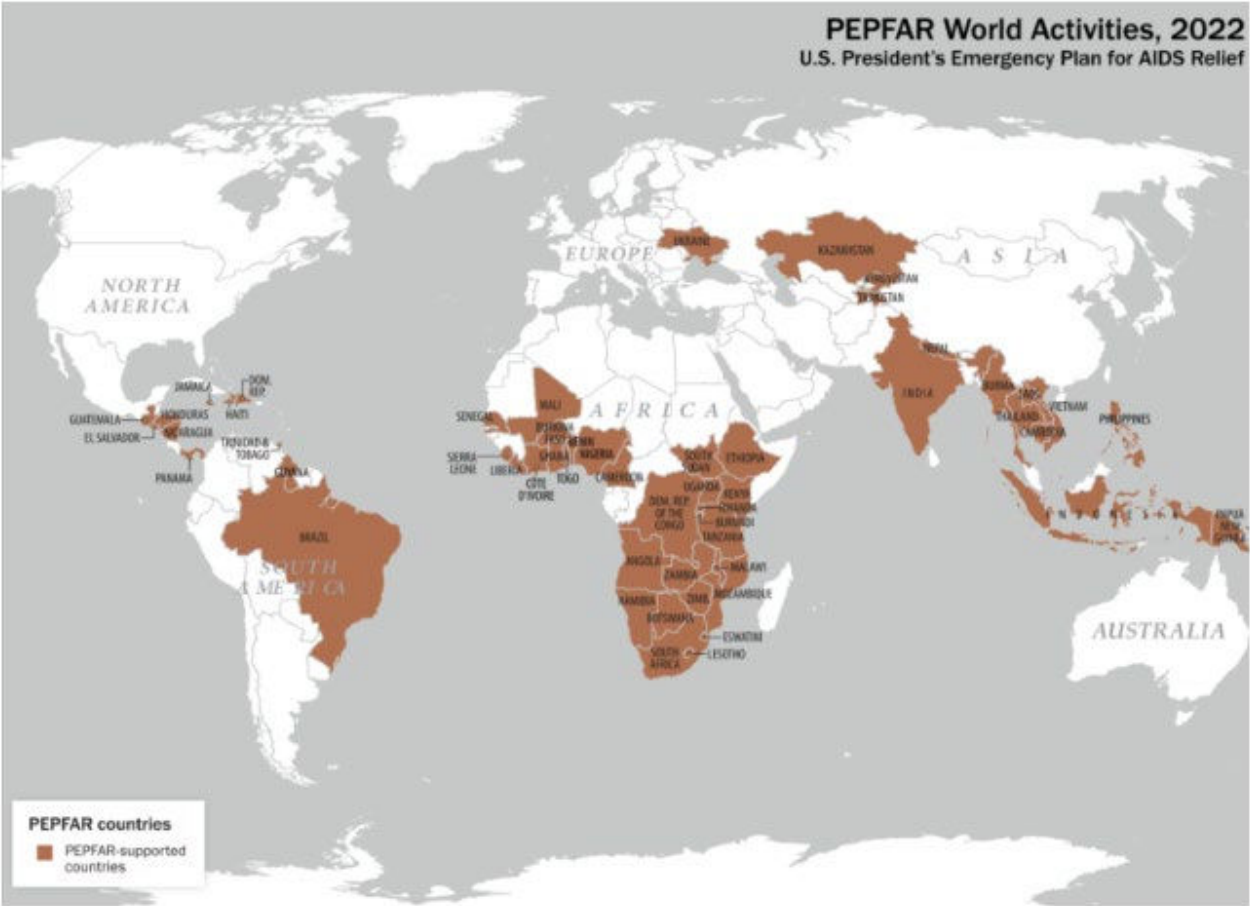 PEPFAR World Activities, 2022
U.S. President's Emergency Plan for AIDS Relief
NORTH
AMERICA
EUROPE
ASIA
UKRAINE
KAZAKHSTAN
KYRGYZSTAN
TAJIKISTAN
NEPAL
INDIA
BURMA
LAOS
VIETNAM
THAILAND
CAMBODIA
PHILIPPINES
INDONESIA
PAPUA
NEW
GUINEA
JAMAICA
DOM.
REP.
HAITI
GUATEMALA
HONDURAS
EL SALVADOR
NICARAGUA
TRINIDAD &
TOBAGO
PANAMA
GUYANA
BRAZIL
SOUTH
AMERICA
AFRICA
SENEGAL
MALI
BURKINA
FASO
BENIN
GHANA
NIGERIA
SIERRA
LEONE
LIBERIA
CÔTE
D'IVOIRE
TOGO
CAMEROON
SOUTH
SUDAN
ETHIOPIA
UGANDA
KENYA
DEM. REP.
OF THE
CONGO
RWANDA
BURUNDI
TANZANIA
ANGOLA
ZAMBIA
MALAWI
NAMIBIA
ZIMB.
MOZAMBIQUE
BOTSWANA
ESWATINI
SOUTH
AFRICA
LESOTHO
AUSTRALIA
PEPFAR countries
PEPFAR-supported
countries